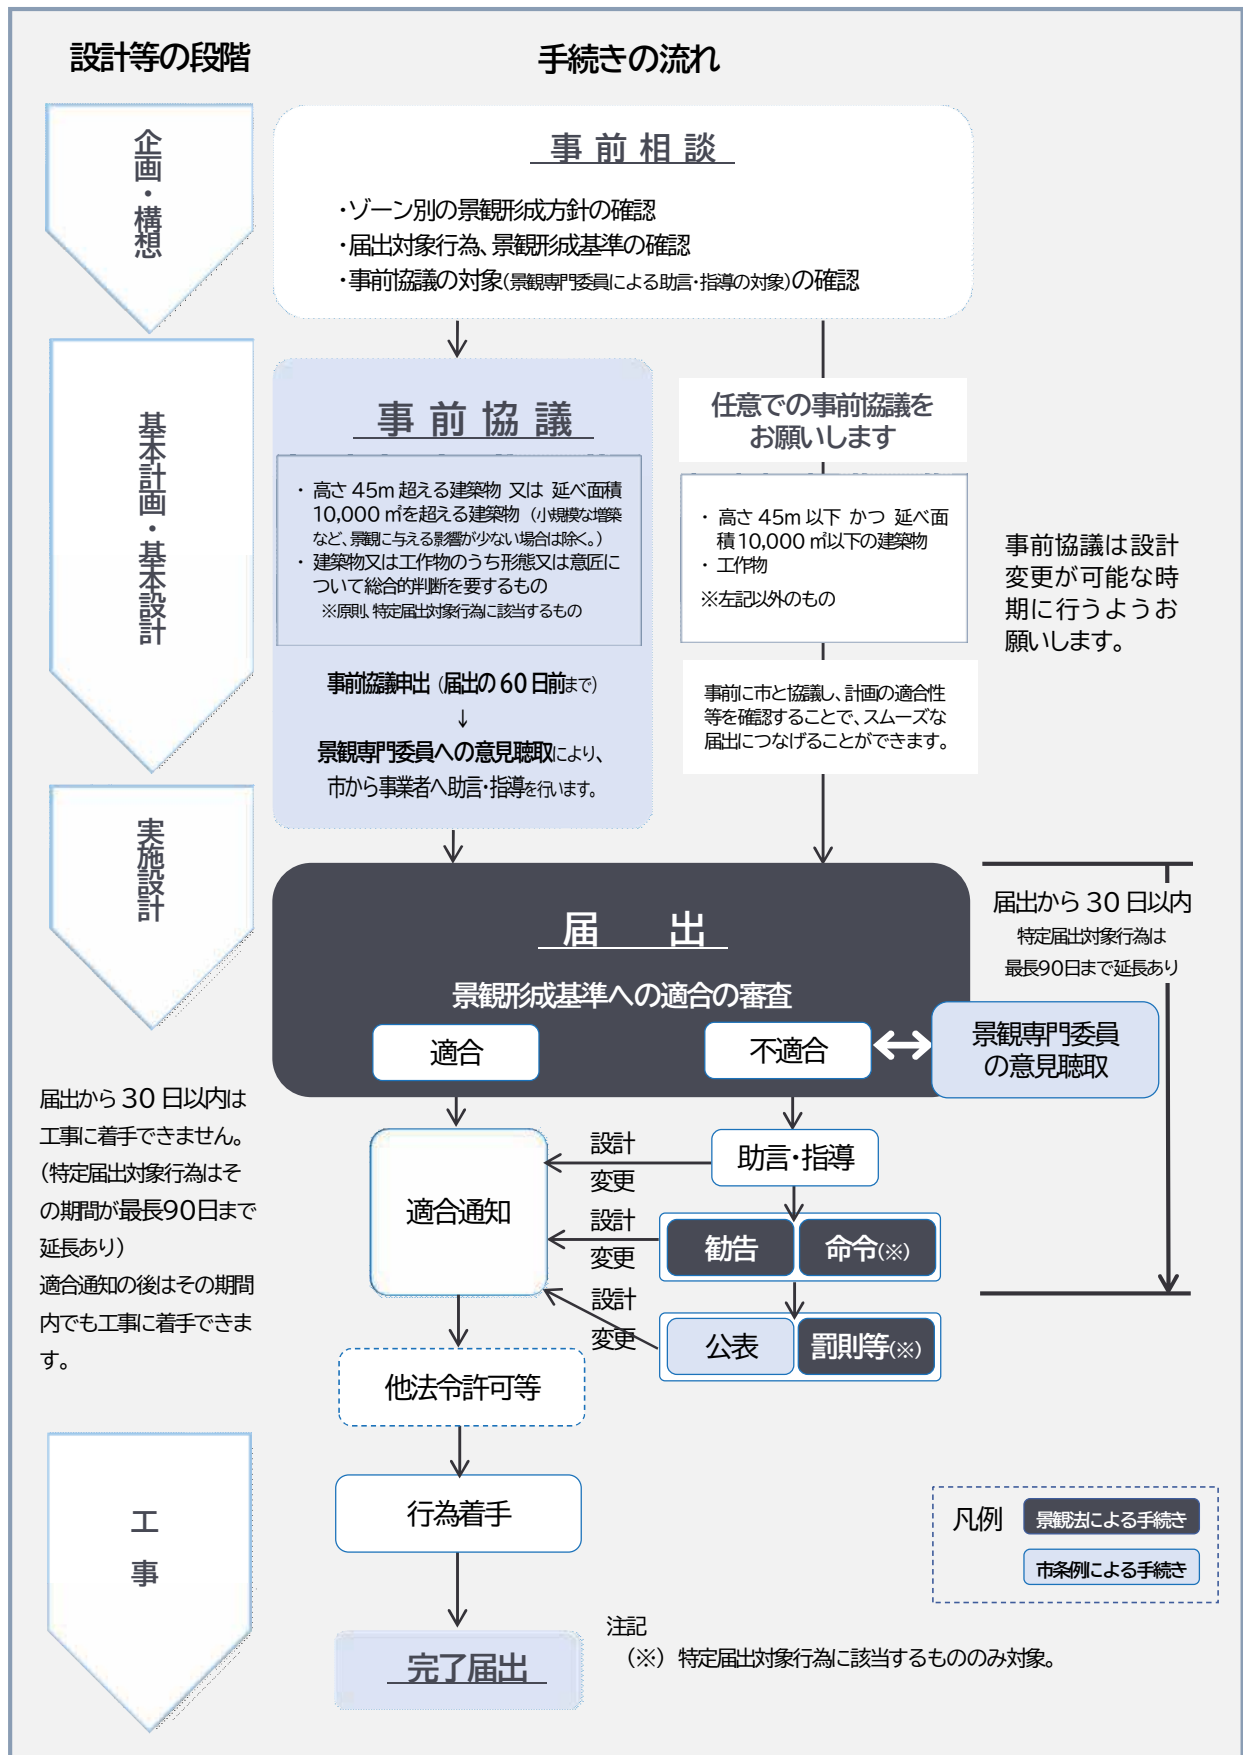 設計等の段階
手続きの流れ
企画・構想
事前相談
・ゾーン別の景観形成方針の確認
・届出対象行為、景観形成基準の確認
・事前協議の対象(景観専門委員による助言・指導の対象)の確認
基本計画・基本設計
事前協議
・ 高さ 45m 超える建築物 又は 延べ面積
10,000 ㎡を超える建築物 （小規模な増築
など、景観に与える影響が少ない場合は除く。）
・ 建築物又は工作物のうち形態又は意匠に
ついて総合的判断を要するもの
※原則、特定届出対象行為に該当するもの
事前協議申出（届出の 60 日前まで）
↓
景観専門委員への意見聴取により、
市から事業者へ助言・指導を行います。
任意での事前協議を
お願いします
・ 高さ 45m 以下 かつ 延べ面
積 10,000 ㎡以下の建築物
・ 工作物
※左記以外のもの
事前に市と協議し、計画の適合性
等を確認することで、スムーズな
届出につなげることができます。
事前協議は設計
変更が可能な時
期に行うようお
願いします。
実施設計
届　出
景観形成基準への適合の審査
適合
不適合
景観専門委員
の意見聴取
届出から 30 日以内
特定届出対象行為は
最長90日まで延長あり
届出から 30 日以内は
工事に着手できません。
（特定届出対象行為はそ
の期間が最長90日まで
延長あり）
適合通知の後はその期間
内でも工事に着手できま
す。
適合通知
設計
変更
助言・指導
設計
変更
勧告
命令(※)
設計
変更
公表
罰則等(※)
他法令許可等
工事
行為着手
完了届出
凡例
景観法による手続き
市条例による手続き
注記
（※）特定届出対象行為に該当するもののみ対象。